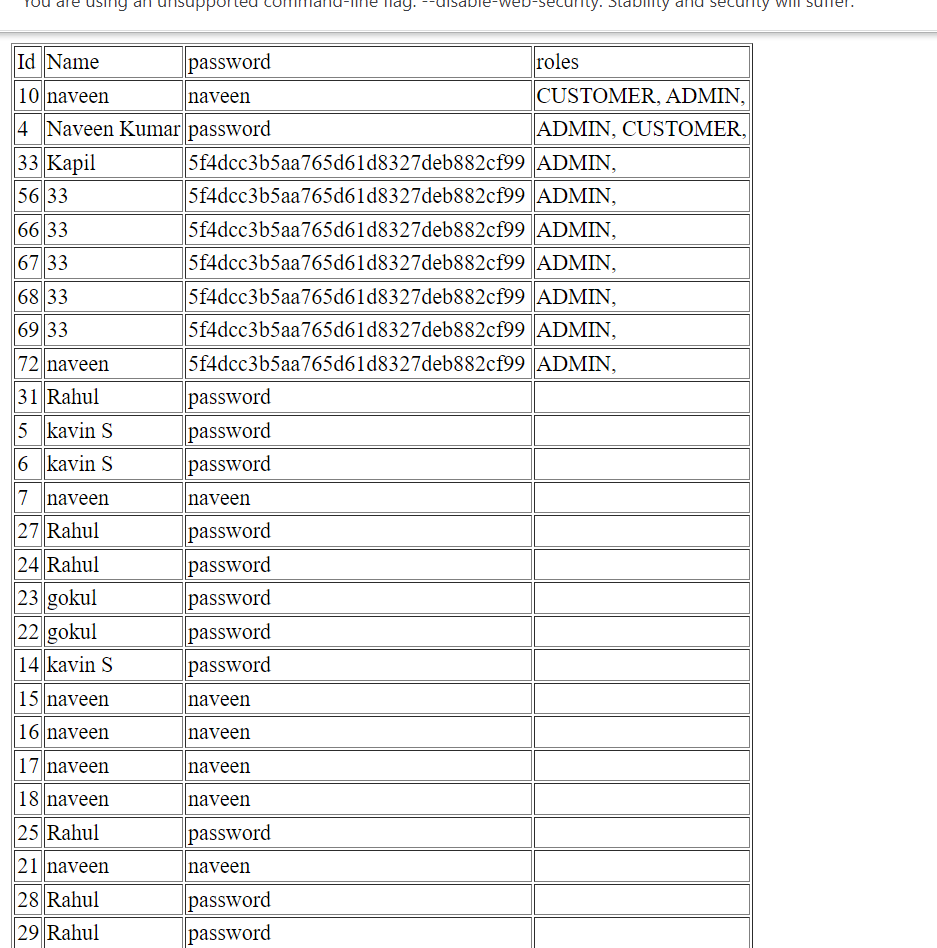 You are using an unsupported command-line flag: --disable-web-security. Stability and security will suffer.
Id Name password roles
10 naveen naveen CUSTOMER, ADMIN,
4 Naveen Kumar password ADMIN, CUSTOMER,
33 Kapil 5f4dcc3b5aa765d61d8327deb882cf99 ADMIN,
56 33 5f4dcc3b5aa765d61d8327deb882cf99 ADMIN,
66 33 5f4dcc3b5aa765d61d8327deb882cf99 ADMIN,
67 33 5f4dcc3b5aa765d61d8327deb882cf99 ADMIN,
68 33 5f4dcc3b5aa765d61d8327deb882cf99 ADMIN,
69 33 5f4dcc3b5aa765d61d8327deb882cf99 ADMIN,
72 naveen 5f4dcc3b5aa765d61d8327deb882cf99 ADMIN,
31 Rahul password
5 kavin S password
6 kavin S password
7 naveen naveen
27 Rahul password
24 Rahul password
23 gokul password
22 gokul password
14 kavin S password
15 naveen naveen
16 naveen naveen
17 naveen naveen
18 naveen naveen
25 Rahul password
21 naveen naveen
28 Rahul password
29 Rahul password